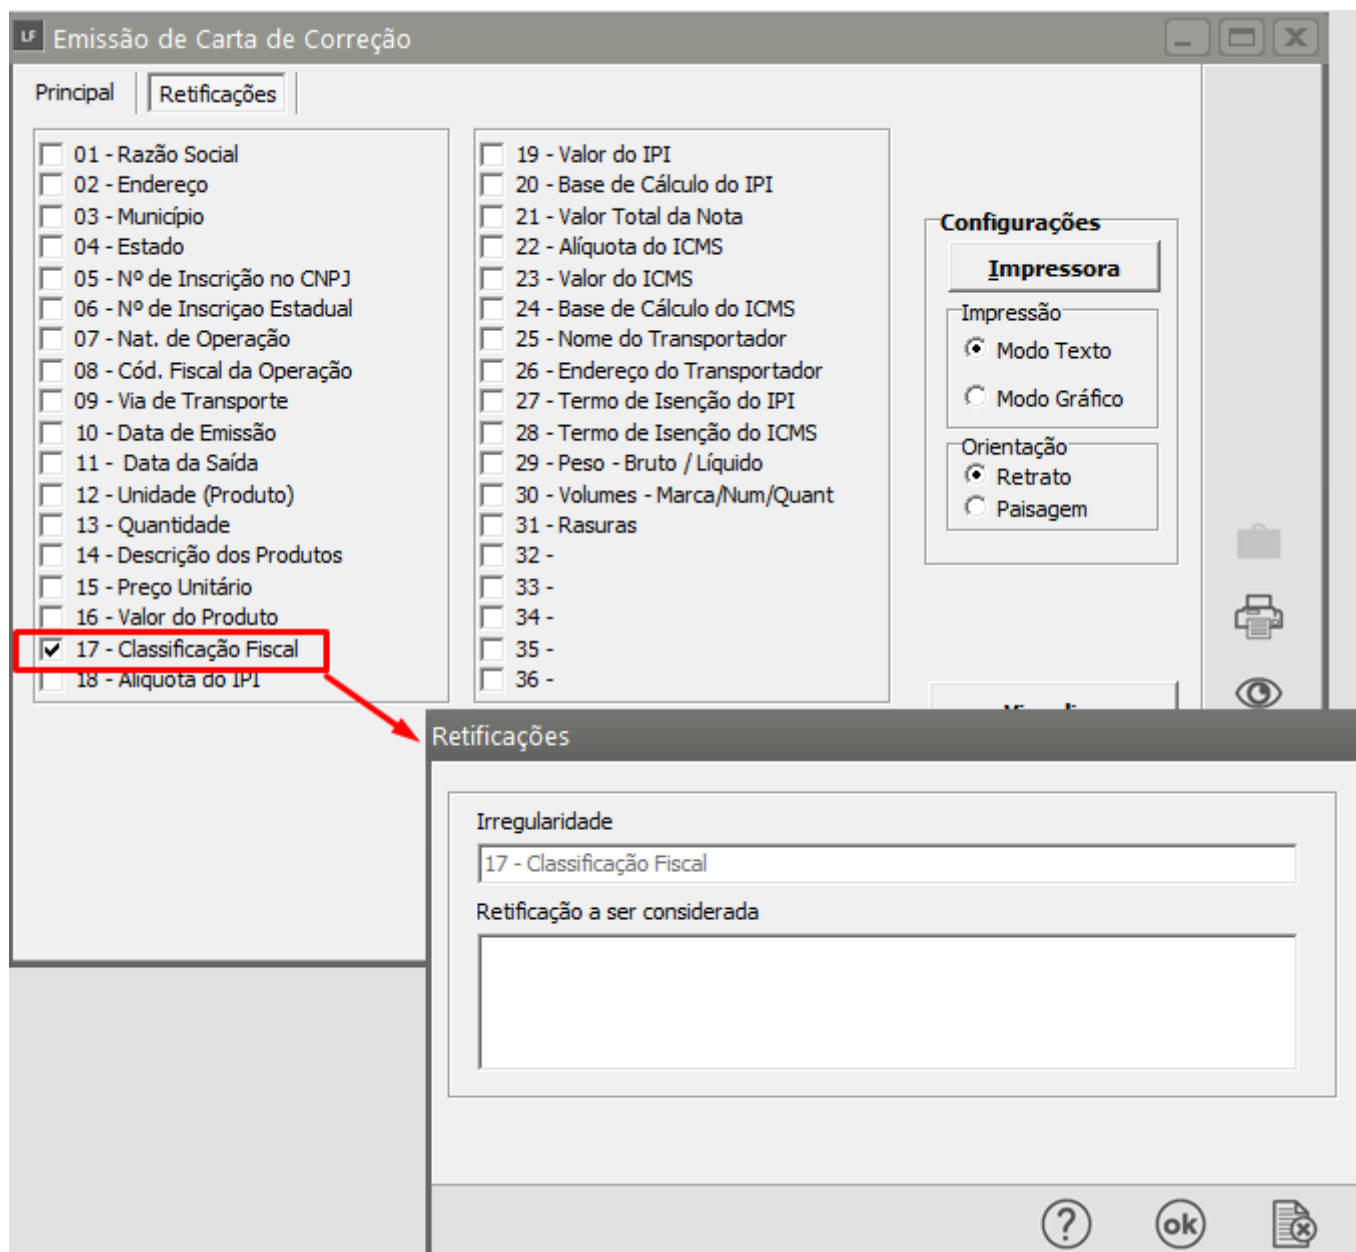 LF Emissão de Carta de Correção
Principal
Retificações
01 - Razão Social
02 - Endereço
03 - Município
04 - Estado
05 - Nº de Inscrição no CNPJ
06 - Nº de Inscriçao Estadual
07 - Nat. de Operação
08 - Cód. Fiscal da Operação
09 - Via de Transporte
10 - Data de Emissão
11 - Data da Saída
12 - Unidade (Produto)
13 - Quantidade
14 - Descrição dos Produtos
15 - Preço Unitário
16 - Valor do Produto
17 - Classificação Fiscal
18 - Alíquota do IPI
19 - Valor do IPI
20 - Base de Cálculo do IPI
21 - Valor Total da Nota
22 - Alíquota do ICMS
23 - Valor do ICMS
24 - Base de Cálculo do ICMS
25 - Nome do Transportador
26 - Endereço do Transportador
27 - Termo de Isenção do IPI
28 - Termo de Isenção do ICMS
29 - Peso - Bruto / Líquido
30 - Volumes - Marca/Num/Quant
31 - Rasuras
32 -
33 -
34 -
35 -
36 -
Configurações
Impressora
Impressão
Modo Texto
Modo Gráfico
Orientação
Retrato
Paisagem
Retificações
Irregularidade
17 - Classificação Fiscal
Retificação a ser considerada
?
ok